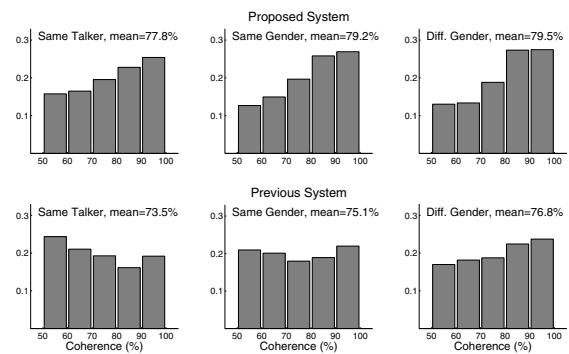 Proposed System
Same Talker, mean=77.8%
Same Gender, mean=79.2%
Diff. Gender, mean=79.5%
0.3
0.2
0.1
0.3
0.2
0.1
0.3
0.2
0.1
50 60 70 80 90 100
50 60 70 80 90 100
50 60 70 80 90 100
Previous System
Same Talker, mean=73.5%
Same Gender, mean=75.1%
Diff. Gender, mean=76.8%
0.3
0.2
0.1
0.3
0.2
0.1
0.3
0.2
0.1
50 60 70 80 90 100
50 60 70 80 90 100
50 60 70 80 90 100
Coherence (%)
Coherence (%)
Coherence (%)